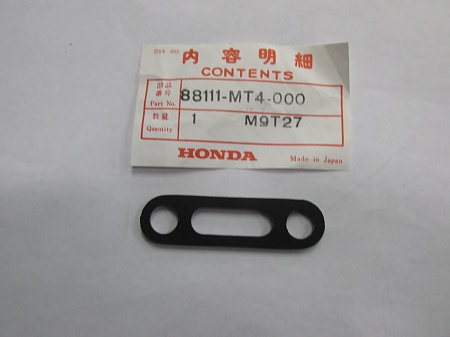 内容明細
CONTENTS
部品番号 Part No. 88111-MT4-000
数量 Quantity 1 M9T27
HONDA Made in Japan